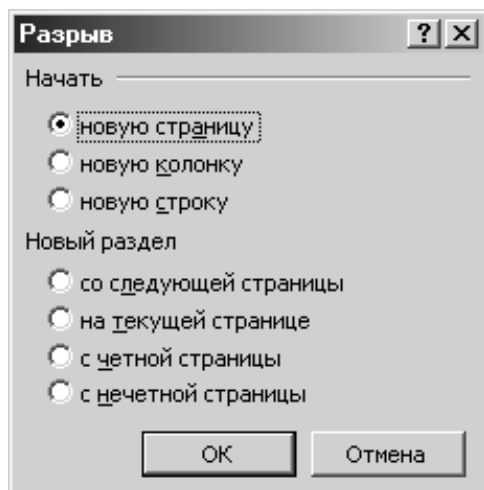 Разрыв
Начать
новую страницу
новую колонку
новую строку
Новый раздел
со следующей страницы
на текущей странице
с четной страницы
с нечетной страницы
ОК Отмена